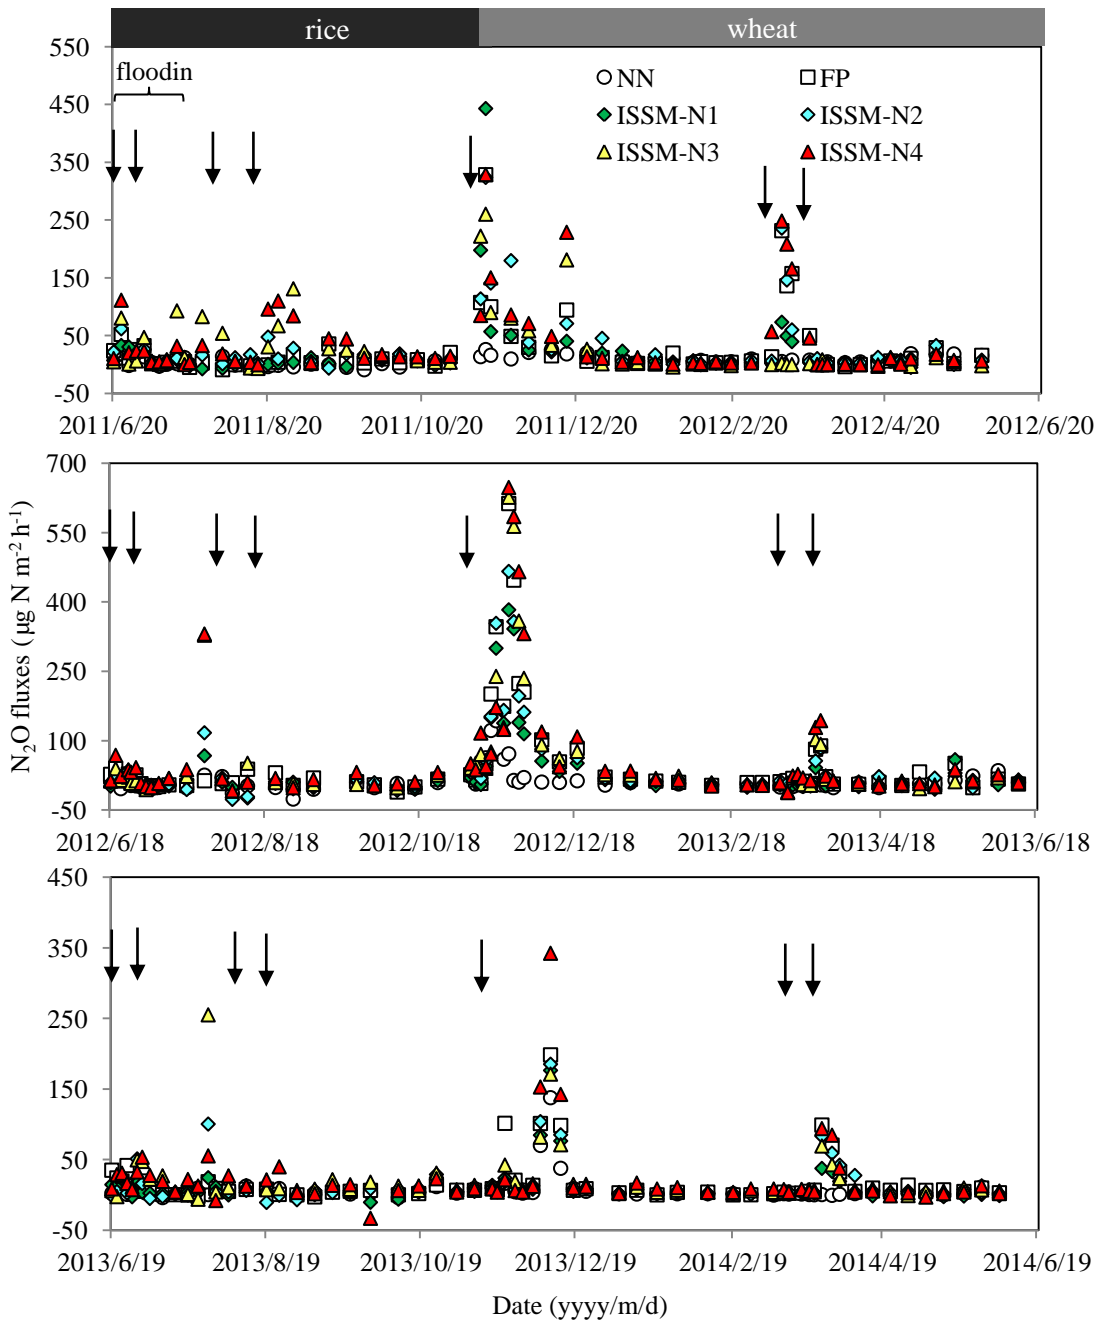 rice wheat
550
floodin
NN FP
450
ISSM-N1 ISSM-N2
350
ISSM-N3 ISSM-N4
250
150
50
-50
2011/6/20 2011/8/20 2011/10/20 2011/12/20 2012/2/20 2012/4/20 2012/6/20
N₂O fluxes (μg N m⁻² h⁻¹)
700
550
400
250
100
-50
2012/6/18 2012/8/18 2012/10/18 2012/12/18 2013/2/18 2013/4/18 2013/6/18
450
350
250
150
50
-50
2013/6/19 2013/8/19 2013/10/19 2013/12/19 2014/2/19 2014/4/19 2014/6/19
Date (yyyy/m/d)